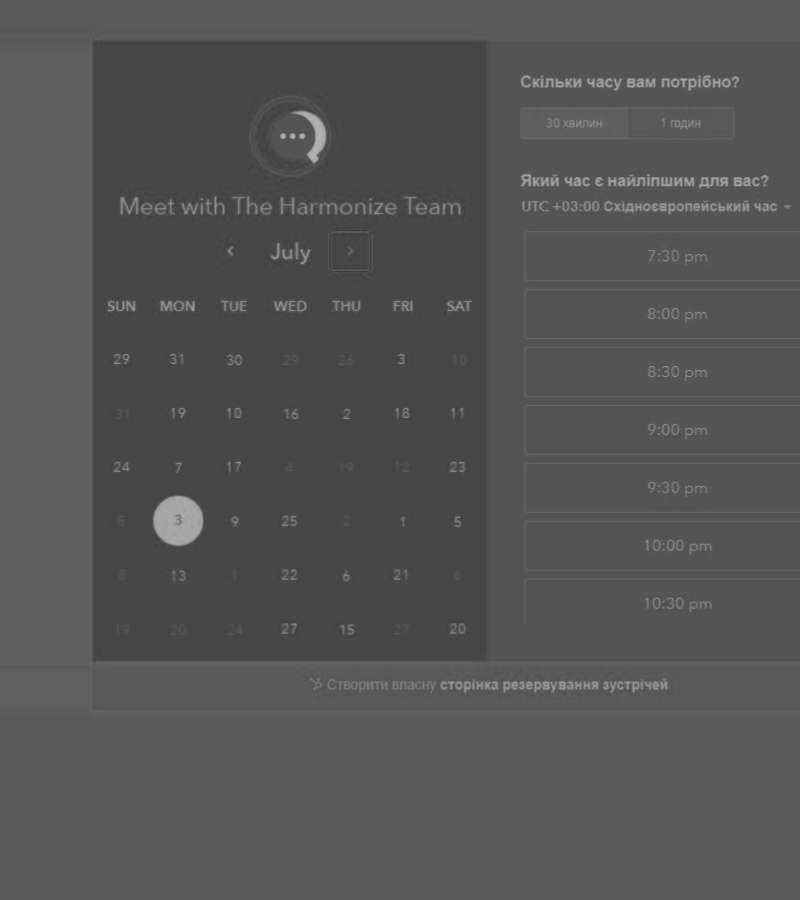 Meet with The Harmonize Team
July
SUN MON TUE WED THU FRI SAT
29 31 30 29 26 3 10
31 19 10 16 2 18 11
24 7 17 4 19 12 23
5 3 9 25 2 1 5
8 13 1 22 6 21 6
19 20 24 27 15 27 20
Скільки часу вам потрібно?
30 хвилин 1 годин
Який час є найліпшим для вас?
UTC +03:00 Східноєвропейський час
7:30 pm
8:00 pm
8:30 pm
9:00 pm
9:30 pm
10:00 pm
10:30 pm
Створити власну сторінка резервування зустрічей